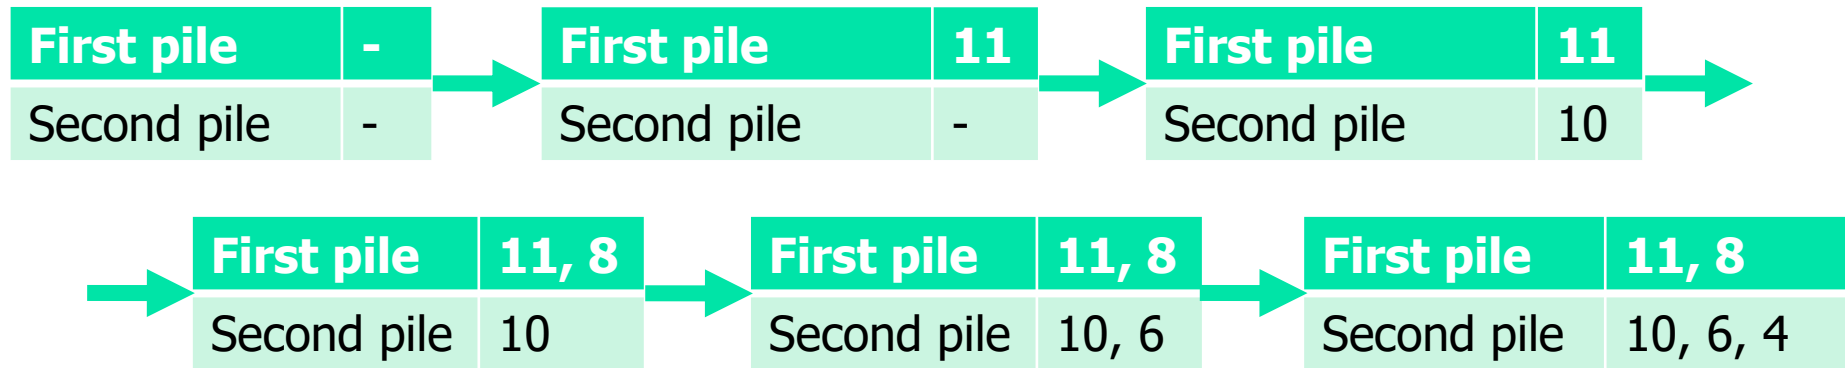 First pile - First pile 11 First pile 11
Second pile - Second pile - Second pile 10
First pile 11, 8 First pile 11, 8 First pile 11, 8
Second pile 10 Second pile 10, 6 Second pile 10, 6, 4